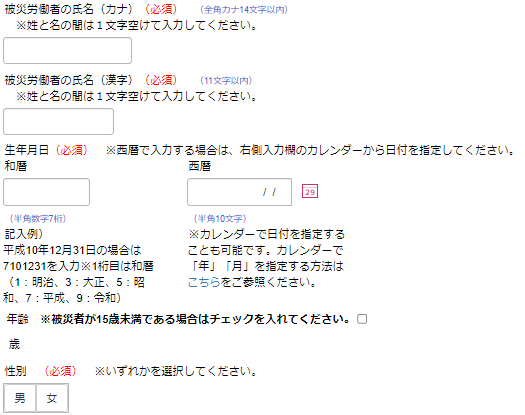 被災労働者の氏名（カナ）（必須）　（全角カナ14文字以内）
※姓と名の間は１文字空けて入力してください。
被災労働者の氏名（漢字）（必須）　（11文字以内）
※姓と名の間は１文字空けて入力してください。
生年月日（必須）　※西暦で入力する場合は、右側入力欄のカレンダーから日付を指定してください。
和暦　西暦
/ /　29
（半角数字7桁）　（半角10文字）
記入例）
平成10年12月31日の場合は
7101231を入力※1桁目は和暦
（1：明治、3：大正、5：昭
和、7：平成、9：令和）
※カレンダーで日付を指定する
ことも可能です。カレンダーで
「年」「月」を指定する方法は
こちらをご参照ください。
年齢　※被災者が15歳未満である場合はチェックを入れてください。
歳
性別　（必須）　※いずれかを選択してください。
男　女